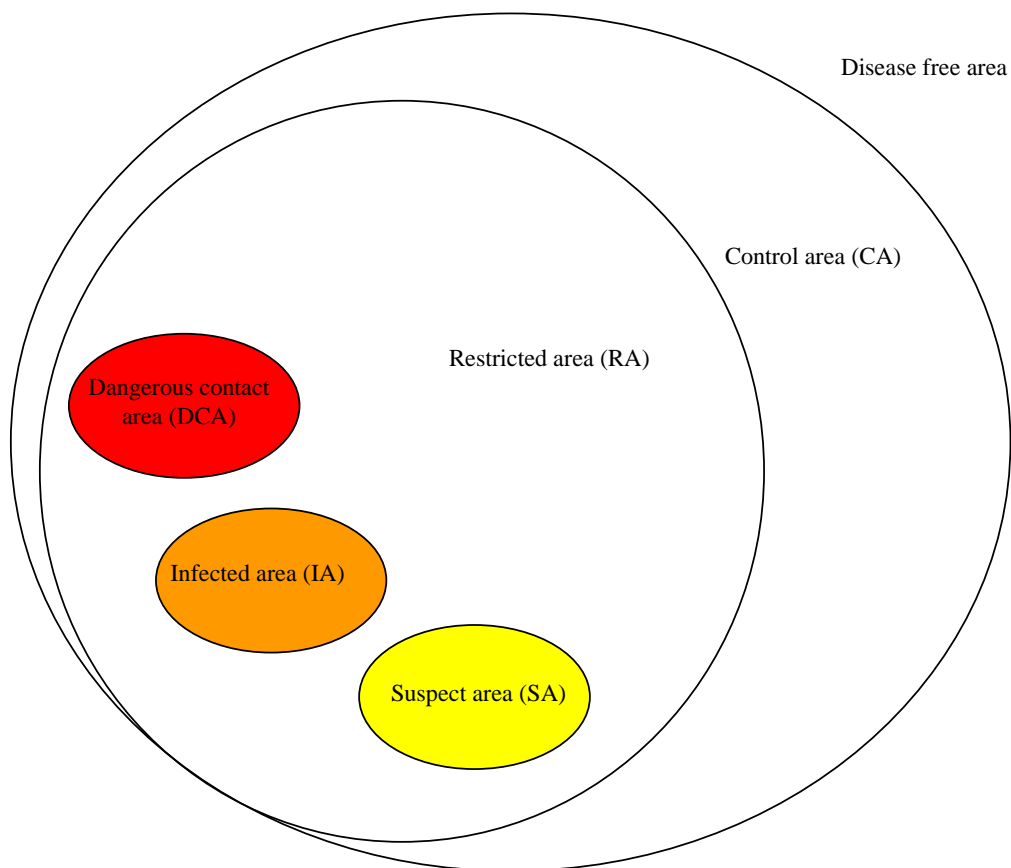 Disease free area
Control area (CA)
Restricted area (RA)
Dangerous contact
area (DCA)
Infected area (IA)
Suspect area (SA)